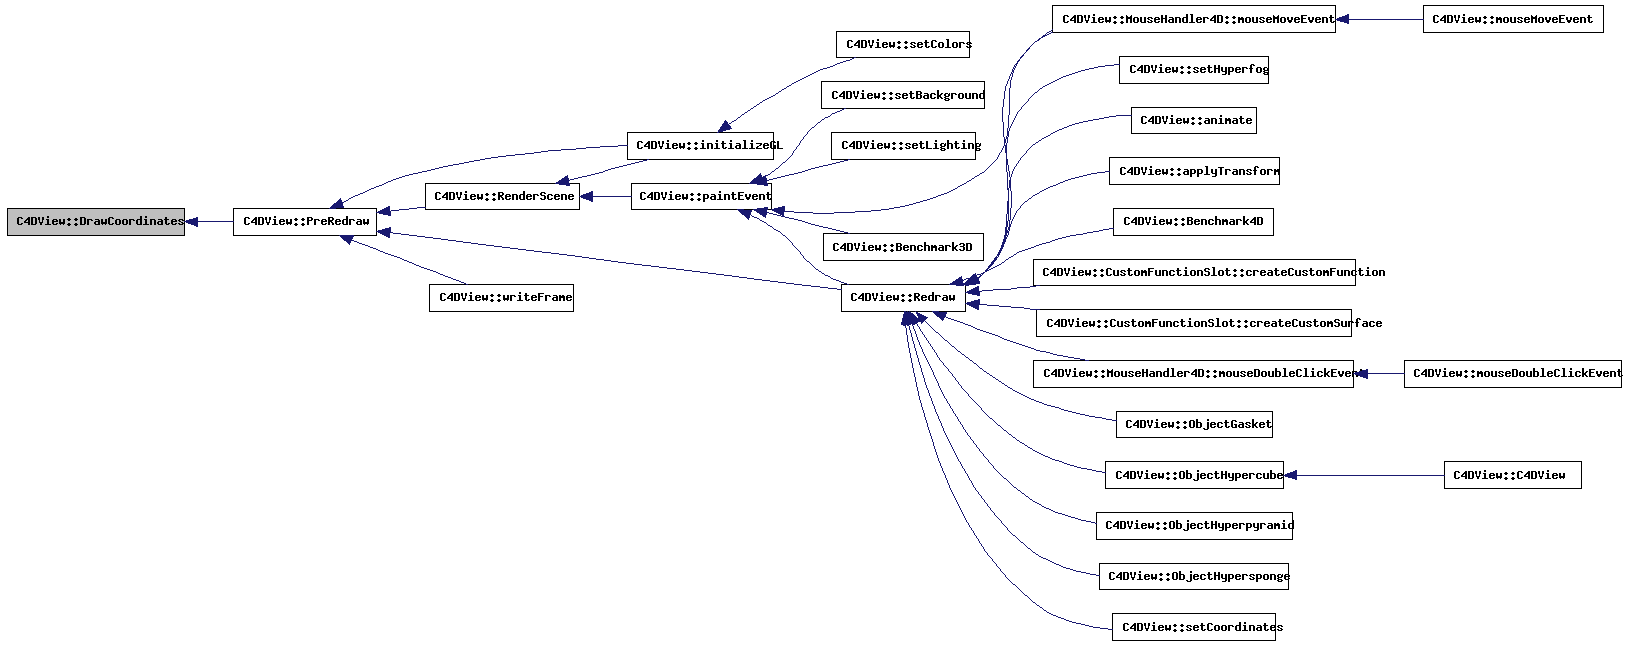 C4DView::MouseHandler4D::mouseMoveEvent
C4DView::mouseMoveEvent
C4DView::setColors
C4DView::setHyperfog
C4DView::setBackground
C4DView::animate
C4DView::initializeGL
C4DView::setLighting
C4DView::applyTransform
C4DView::RenderScene
C4DView::paintEvent
C4DView::DrawCoordinates
C4DView::PreRedraw
C4DView::Benchmark4D
C4DView::Benchmark3D
C4DView::CustomFunctionSlot::createCustomFunction
C4DView::writeFrame
C4DView::Redraw
C4DView::CustomFunctionSlot::createCustomSurface
C4DView::MouseHandler4D::mouseDoubleClickEvent
C4DView::mouseDoubleClickEvent
C4DView::ObjectGasket
C4DView::ObjectHypercube
C4DView::C4DView
C4DView::ObjectHyperpyramid
C4DView::ObjectHypersponge
C4DView::setCoordinates